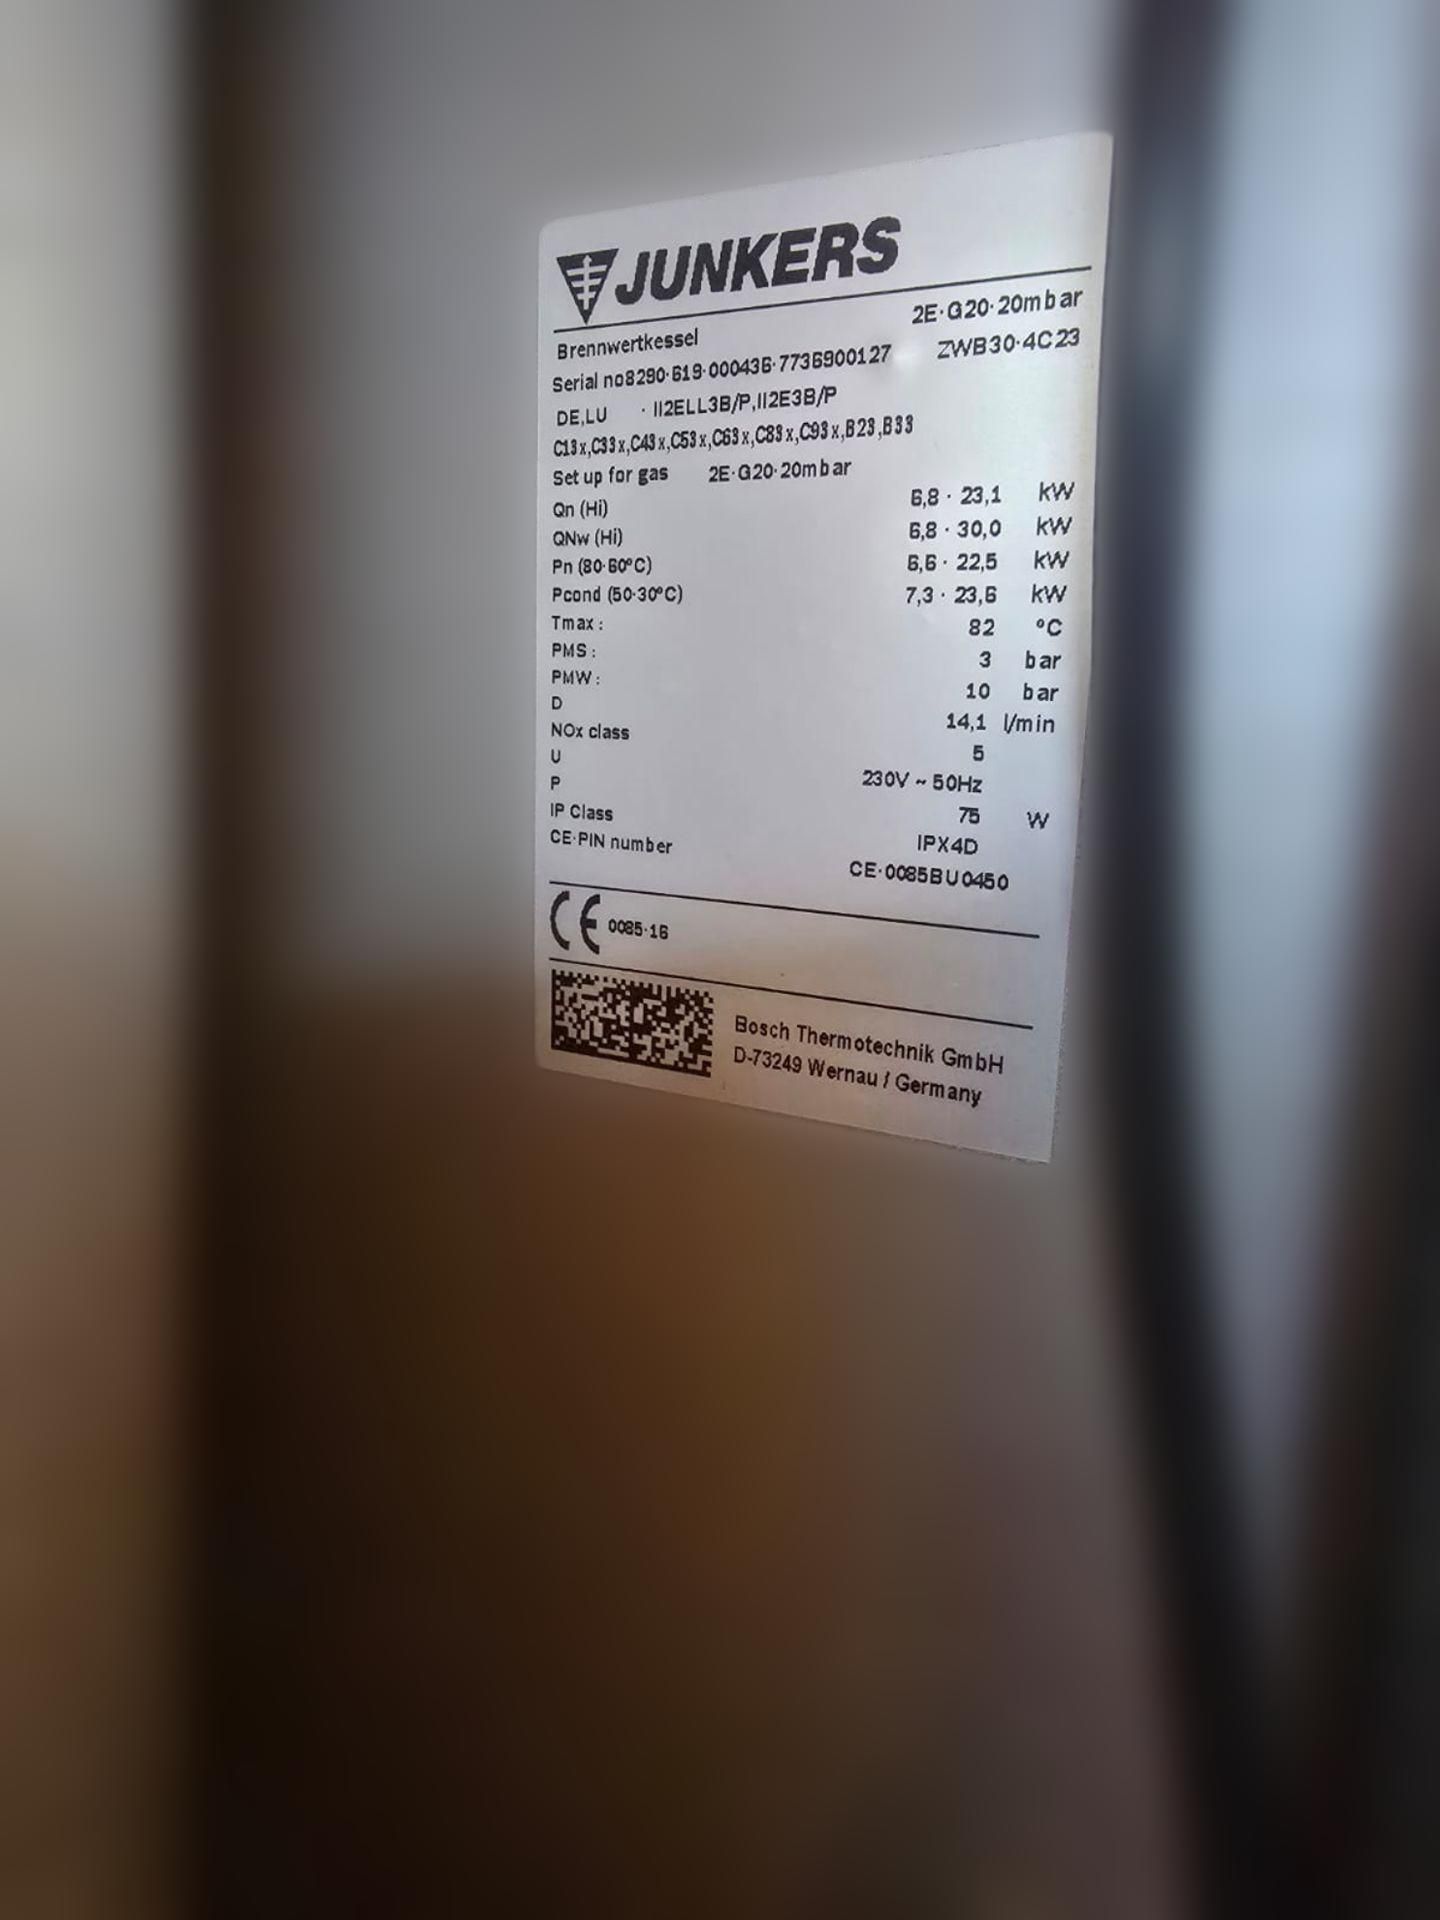 JUNKERS
Brennwertkessel 2E·G20·20mbar
Serial no8290·619·000436·7736900127 ZWB30·4C23
DE,LU · II2ELL3B/P,II2E3B/P
C13x,C33x,C43x,C53x,C63x,C83x,C93x,B23,B33
Set up for gas 2E·G20·20mbar
Qn (Hi) 6,8 · 23,1 kW
QNw (Hi) 6,8 · 30,0 kW
Pn (80·60ºC) 6,6 · 22,5 kW
Pcond (50·30ºC) 7,3 · 23,6 kW
Tmax : 82 ºC
PMS : 3 bar
PMW : 10 bar
D 14,1 l/min
NOx class 5
U 230V ~ 50Hz
P 75 W
IP Class IPX4D
CE·PIN number CE·0085BU0450
CE 0085·16
Bosch Thermotechnik GmbH
D-73249 Wernau / Germany